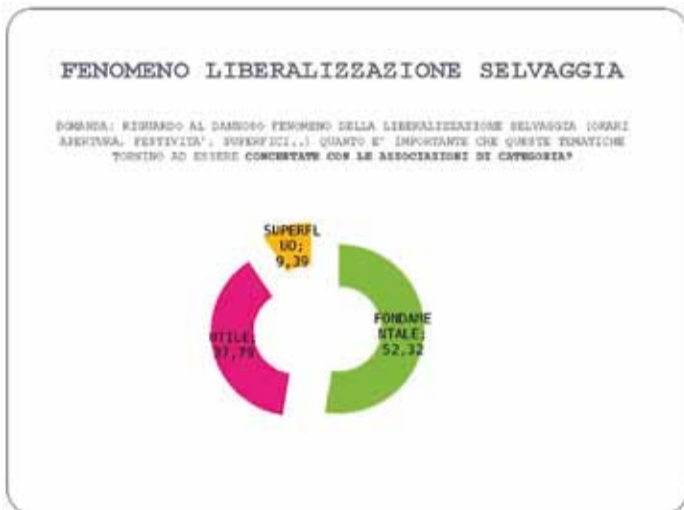 FENOMENO LIBERALIZZAZIONE SELVAGGIA
DOMANDA: RIGUARDO AL DANNOSO FENOMENO DELLA LIBERALIZZAZIONE SELVAGGIA (ORARI
APERTURA, FESTIVITA', SUPERFICI..) QUANTO E' IMPORTANTE CHE QUESTE TEMATICHE
TORNINO AD ESSERE CONCERTATE CON LE ASSOCIAZIONI DI CATEGORIA?
SUPERFL
UO;
9,39
FONDAME
NTALE;
52,32
UTILE;
37,79